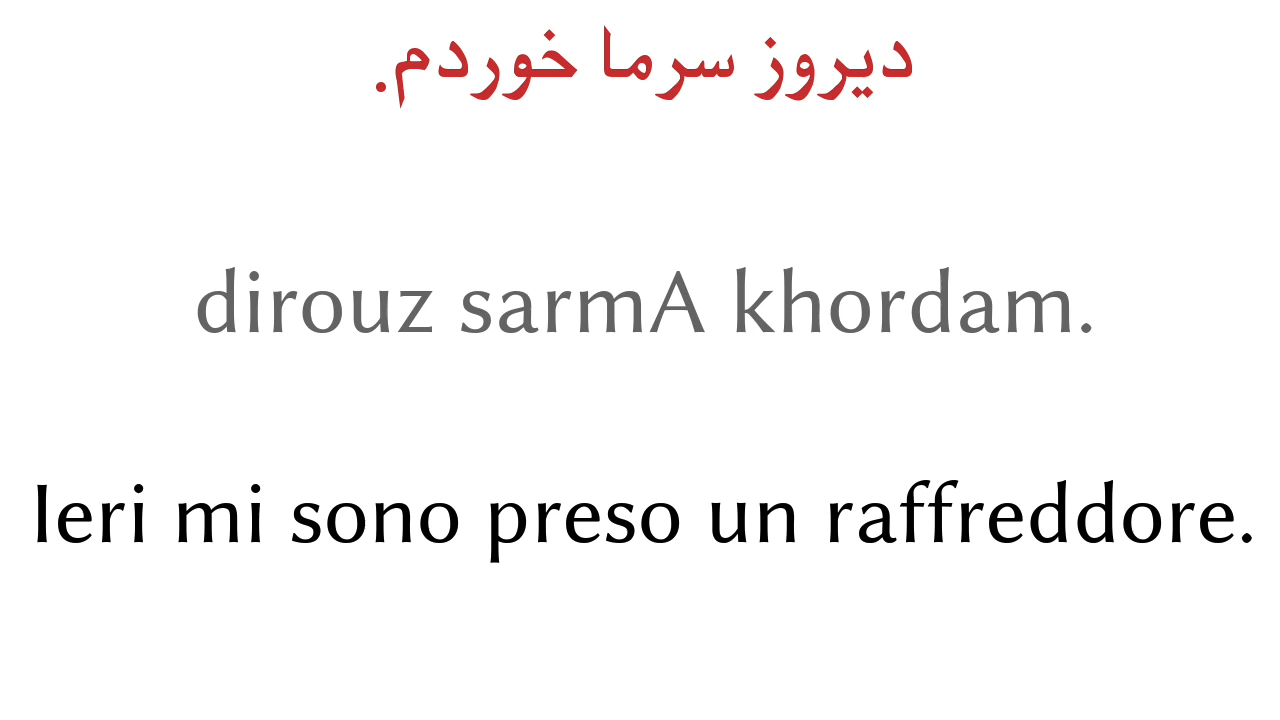 دیروز سرما خوردم.
dirouz sarmA khordam.
Ieri mi sono preso un raffreddore.